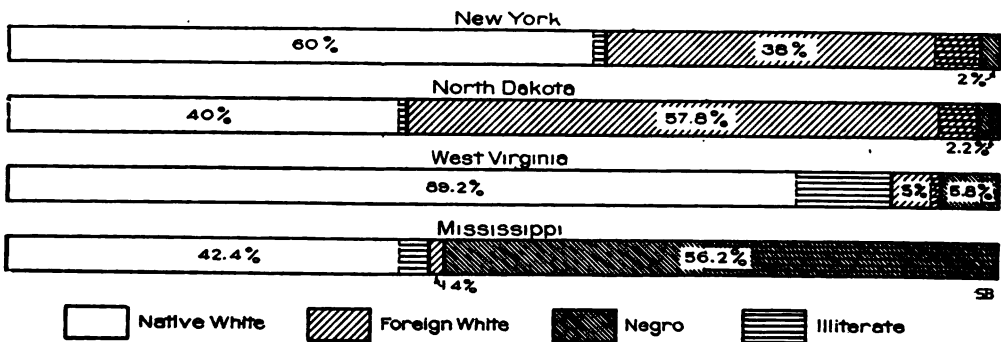 New York
60% 38%
2%
North Dakota
40% 57.8%
2.2%
West Virginia
89.2% 5% 5.8%
Mississippi
42.4% 56.2%
1.4%
SB
Native White Foreign White Negro Illiterate